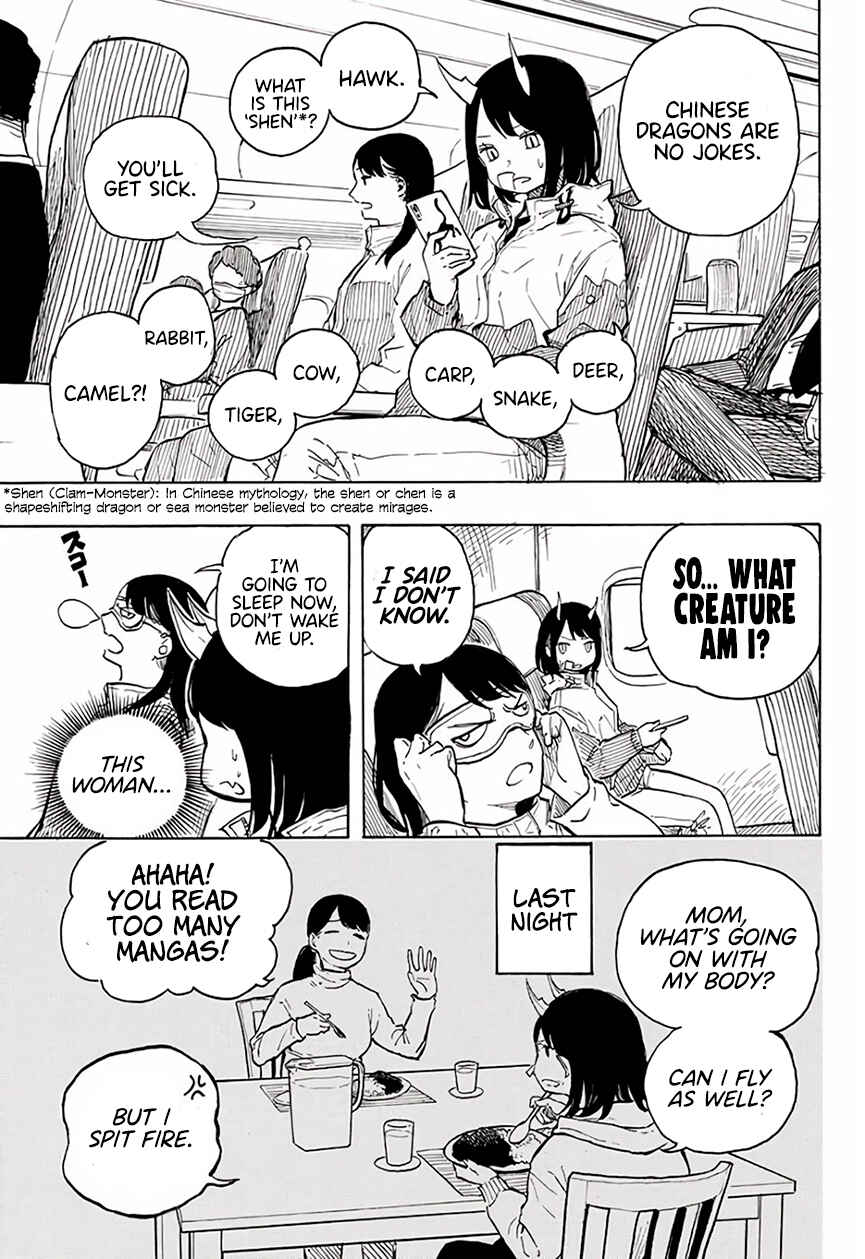 CHINESE
DRAGONS ARE
NO JOKES.
DEER,
SNAKE,
CARP,
COW,
TIGER,
RABBIT,
CAMEL?!
HAWK.
WHAT
IS THIS
'SHEN'*?
YOU'LL
GET SICK.
*Shen (Clam-Monster): In Chinese mythology, the shen or chen is a
shapeshifting dragon or sea monster believed to create mirages.
SO... WHAT
CREATURE
AM I?
I SAID
I DON'T
KNOW.
I'M
GOING TO
SLEEP NOW,
DON'T WAKE
ME UP.
スコー
THIS
WOMAN...
LAST
NIGHT
MOM,
WHAT'S GOING
ON WITH
MY BODY?
CAN I FLY
AS WELL?
AHAHA!
YOU READ
TOO MANY
MANGAS!
BUT I
SPIT FIRE.